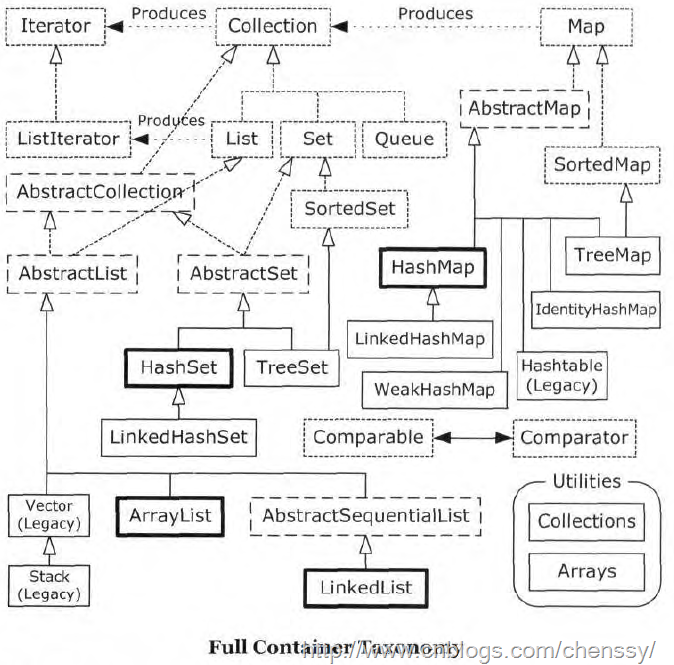 Iterator
Produces
Collection
Produces
Map
AbstractMap
ListIterator
Produces
List
Set
Queue
SortedMap
AbstractCollection
SortedSet
AbstractList
AbstractSet
HashMap
TreeMap
IdentityHashMap
LinkedHashMap
HashSet
TreeSet
Hashtable
(Legacy)
WeakHashMap
LinkedHashSet
Comparable
Comparator
Utilities
Vector
(Legacy)
ArrayList
AbstractSequentialList
Collections
Stack
(Legacy)
LinkedList
Arrays
Full Container Taxonomy
http://www.cnblogs.com/chenssy/